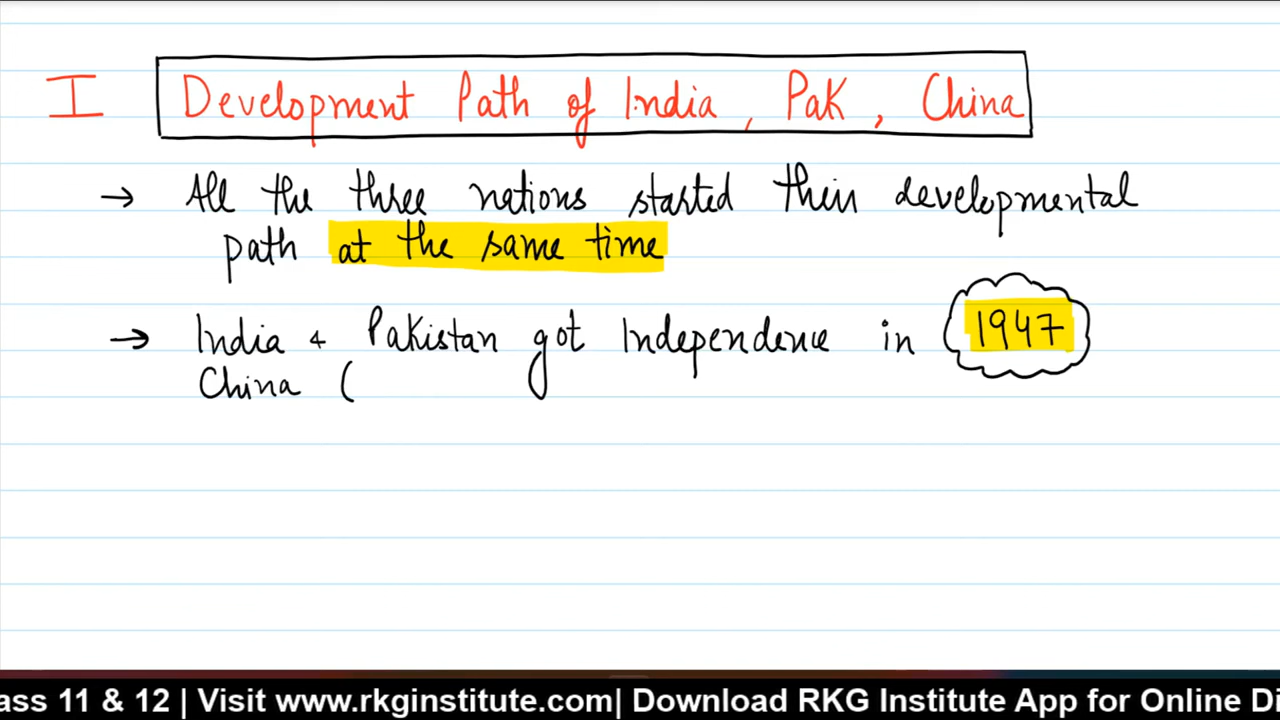 I Development Path of India, Pak, China
→ All the three nations started their developmental
path at the same time
→ India + Pakistan got Independence in 1947
China (
ass 11 & 12 | Visit www.rkginstitute.com| Download RKG Institute App for Online Di